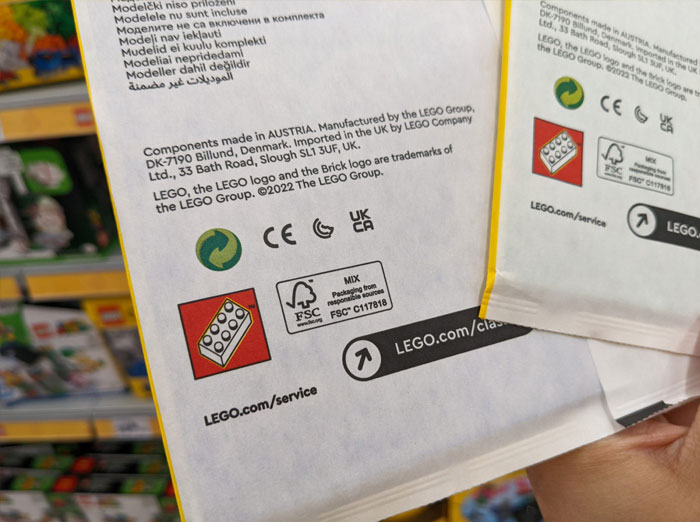 Modelčki niso priloženi
Modelele nu sunt incluse
Моделите не са включени в комплекта
Modeļi nav iekļauti
Mudelid ei kuulu komplekti
Modeliai nepridedami
Modeller dahil değildir
الموديلات غير مضمنة
Components made in AUSTRIA. Manufactured by the LEGO Group,
DK-7190 Billund, Denmark. Imported in the UK by LEGO Company
Ltd., 33 Bath Road, Slough SL1 3UF, UK.
LEGO, the LEGO logo and the Brick logo are trademarks of
the LEGO Group. ©2022 The LEGO Group.
CE
UK
CA
FSC
www.fsc.org
MIX
Packaging from
responsible sources
FSC® C117818
LEGO.com/clas
LEGO.com/service
Components made in AUSTRIA. Manufactured
DK-7190 Billund, Denmark. Imported in the UK
Ltd., 33 Bath Road, Slough SL1 3UF, UK.
LEGO, the LEGO logo and the Brick logo are
the LEGO Group. ©2022 The LEGO Group.
CE
UK
CA
FSC
MIX
Packaging from
responsible sources
FSC® C117818
LEGO.com/service
LEGO.